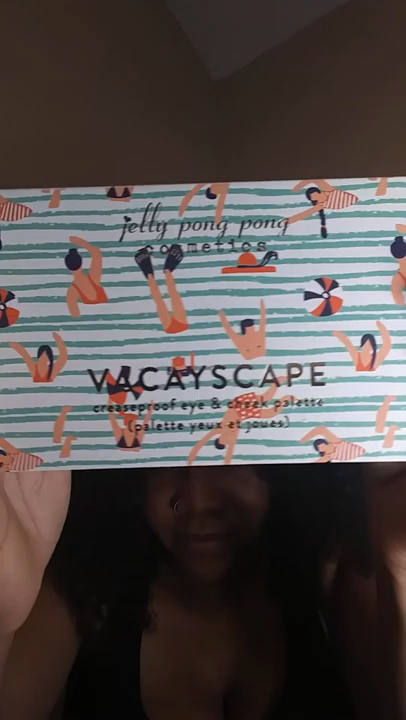 jelly pong pong
cosmetics
VACAYSCAPE
creaseproof eye & cheek palette
(palette yeux et joues)